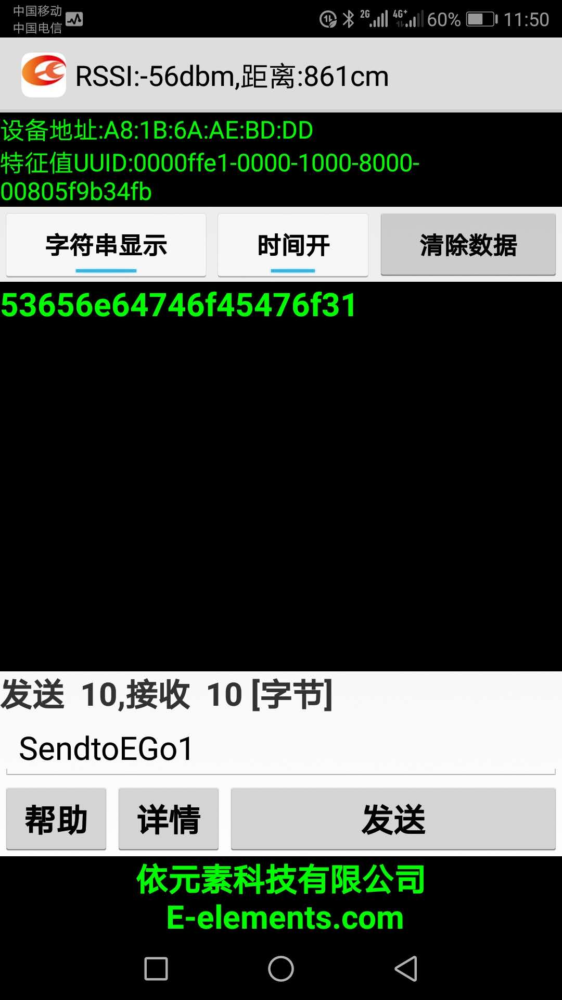 中国移动
中国电信
2G 4G+ 60% 11:50
RSSI:-56dbm,距离:861cm
设备地址:A8:1B:6A:AE:BD:DD
特征值UUID:0000ffe1-0000-1000-8000-
00805f9b34fb
字符串显示 时间开 清除数据
53656e64746f45476f31
发送 10,接收 10 [字节]
SendtoEGo1
帮助 详情 发送
依元素科技有限公司
E-elements.com